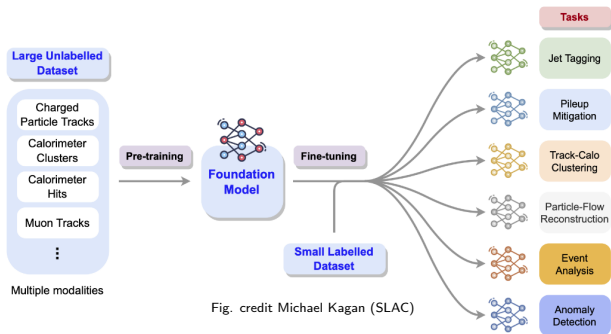 Large Unlabelled
Dataset
Charged
Particle Tracks
Calorimeter
Clusters
Calorimeter
Hits
Muon Tracks
Multiple modalities
Pre-training
Foundation
Model
Fine-tuning
Small Labelled
Dataset
Fig. credit Michael Kagan (SLAC)
Tasks
Jet Tagging
Pileup
Mitigation
Track-Calo
Clustering
Particle-Flow
Reconstruction
Event
Analysis
Anomaly
Detection